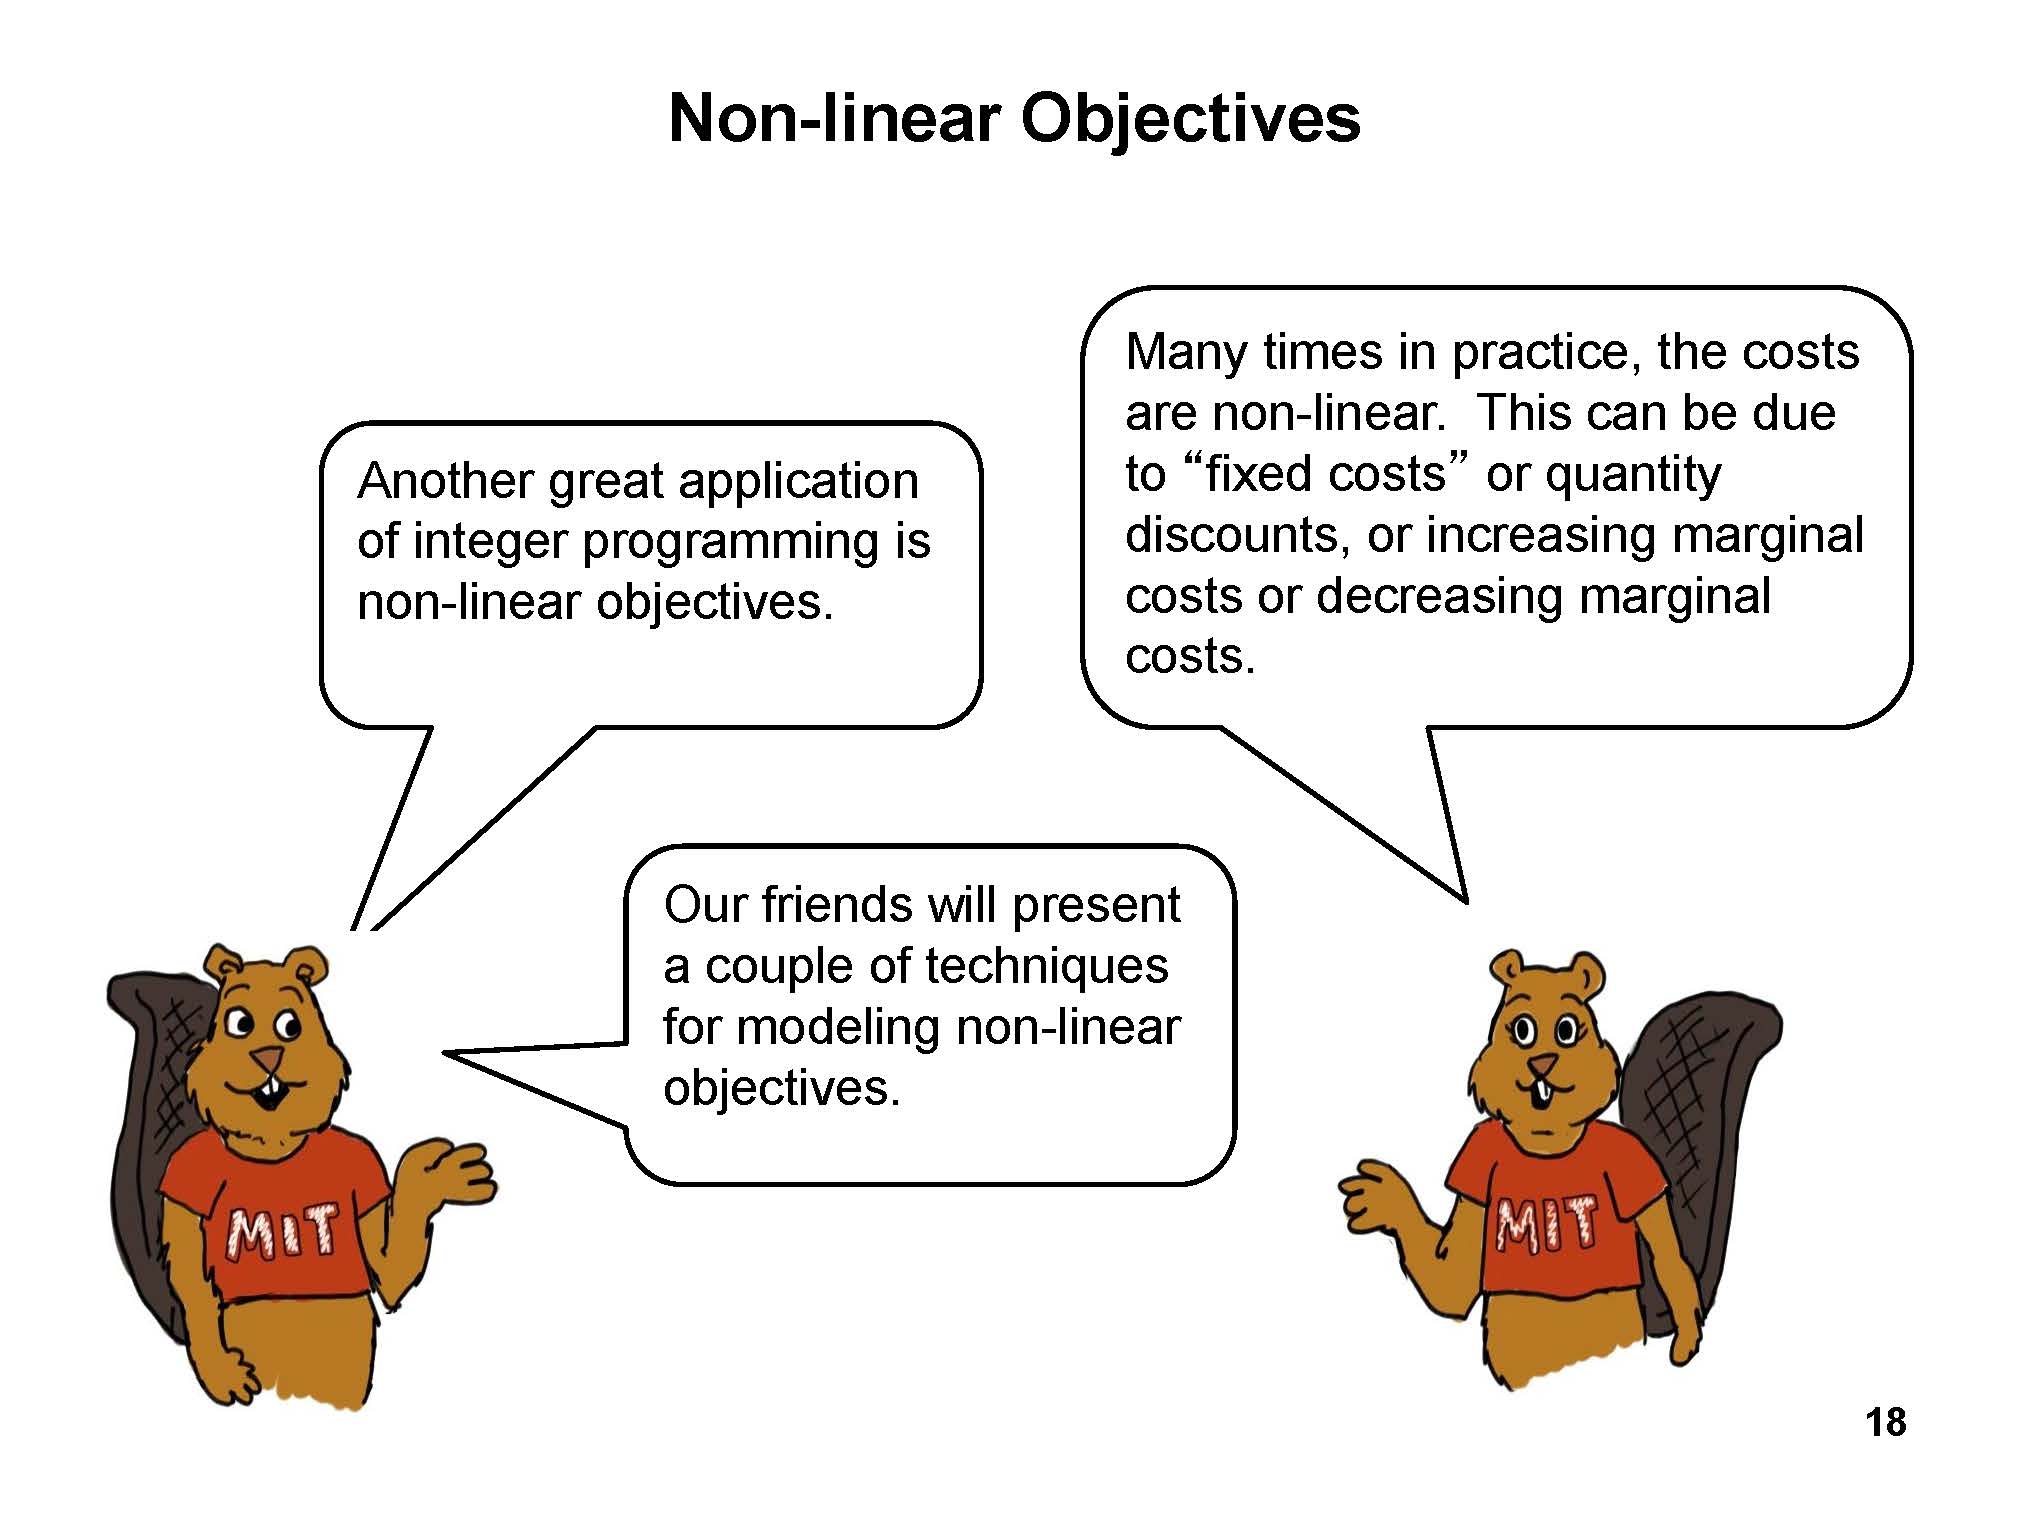 Non-linear Objectives
Another great application
of integer programming is
non-linear objectives.
Many times in practice, the costs
are non-linear.  This can be due
to “fixed costs” or quantity
discounts, or increasing marginal
costs or decreasing marginal
costs.
Our friends will present
a couple of techniques
for modeling non-linear
objectives.
MIT
MIT
18